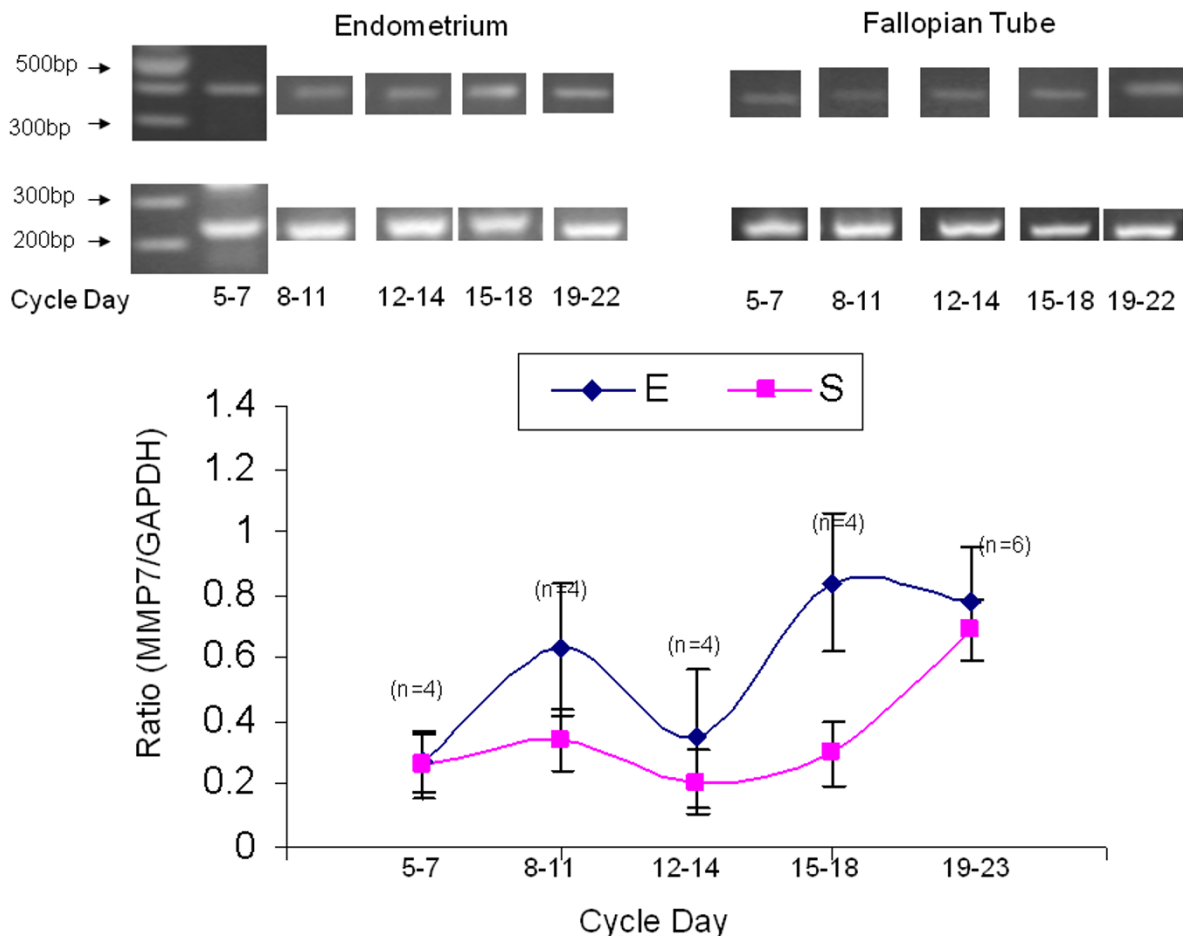 Endometrium Fallopian Tube
500bp
300bp
300bp
200bp
Cycle Day 5-7 8-11 12-14 15-18 19-22 5-7 8-11 12-14 15-18 19-22
E S
Ratio (MMP7/GAPDH)
1.4
1.2
1
0.8
0.6
0.4
0.2
0
(n=4)
(n=4)
(n=4)
(n=4)
(n=6)
5-7 8-11 12-14 15-18 19-23
Cycle Day